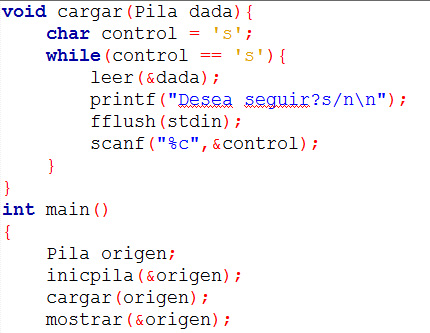 void cargar(Pila dada){
    char control = 's';
    while(control == 's'){
        leer(&dada);
        printf("Desea seguir?s/n\n");
        fflush(stdin);
        scanf("%c",&control);
    }
}
int main()
{
    Pila origen;
    inicpila(&origen);
    cargar(origen);
    mostrar(&origen);